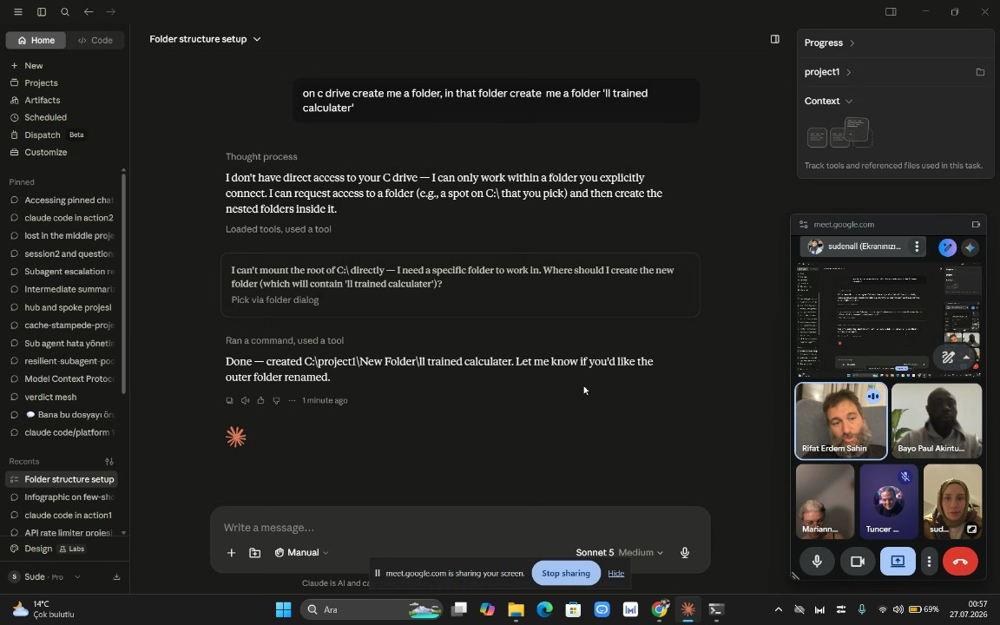 Home
Code
New
Projects
Artifacts
Scheduled
Dispatch Beta
Customize
Pinned
Accessing pinned chat
claude code in action2
lost in the middle proje
session2 and question
Subagent escalation re
Intermediate summari
hub and spoke projesi
cache-stampede-proje
Sub agent hata yönetin
resilient-subagent-poc
Model Context Protoc
verdict mesh
Bana bu dosyayı ön
claude code/platform 1
Recents
Folder structure setup
Infographic on few-sho
claude code in action1
API rate limiter projesi
Design Labs
S Sude · Pro
Folder structure setup
on c drive create me a folder, in that folder create me a folder 'll trained
calculater'
Thought process
I don't have direct access to your C drive — I can only work within a folder you explicitly
connect. I can request access to a folder (e.g., a spot on C:\ that you pick) and then create the
nested folders inside it.
Loaded tools, used a tool
I can't mount the root of C:\ directly — I need a specific folder to work in. Where should I create the new
folder (which will contain 'll trained calculater')?
Pick via folder dialog
Ran a command, used a tool
Done — created C:\project1\New Folder\ll trained calculater. Let me know if you'd like the
outer folder renamed.
1 minute ago
Write a message...
Manual
Sonnet 5 Medium
Claude is AI and ca
meet.google.com is sharing your screen.
Stop sharing
Hide
Progress
project1
Context
Track tools and referenced files used in this task.
meet.google.com
sudenall (Ekranınızı...
Rifat Erdem Sahin
Bayo Paul Akintu...
Mariann...
Tuncer ...
sud...
14°C
Çok bulutlu
Ara
69%
00:57
27.07.2026